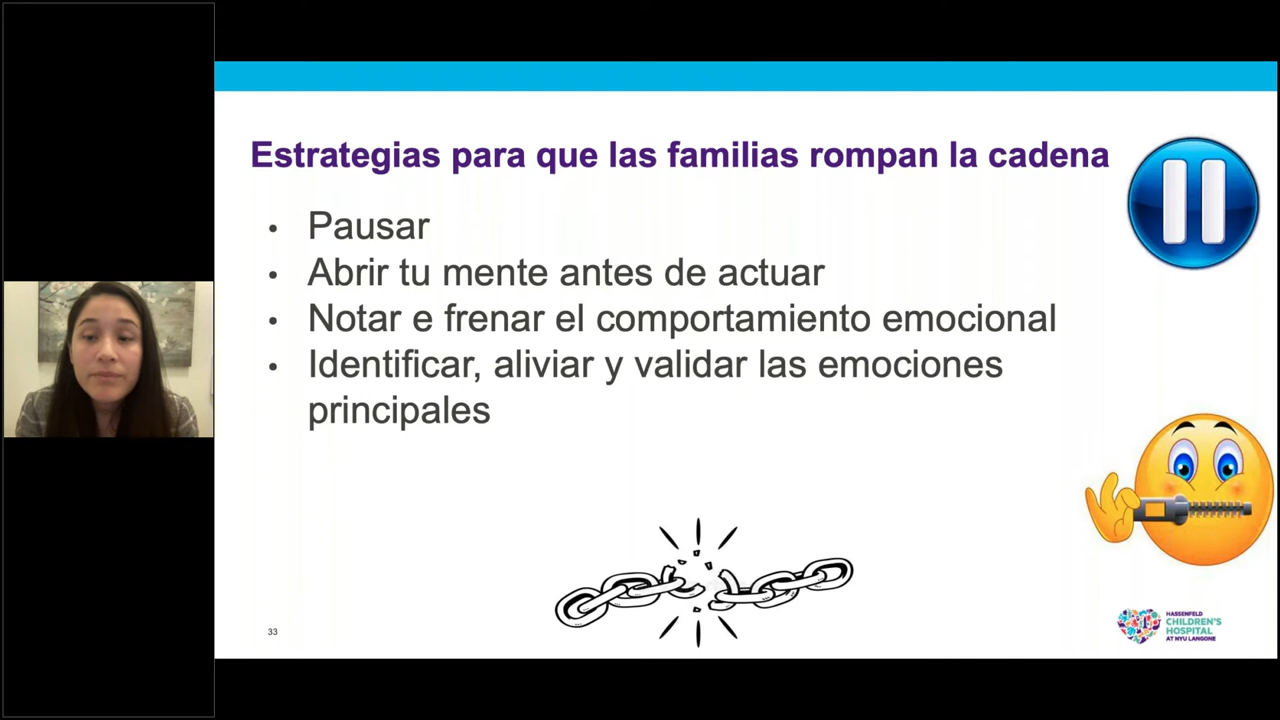 Estrategias para que las familias rompan la cadena
• Pausar
• Abrir tu mente antes de actuar
• Notar e frenar el comportamiento emocional
• Identificar, aliviar y validar las emociones
principales
33
HASSENFELD
CHILDREN'S
HOSPITAL
AT NYU LANGONE